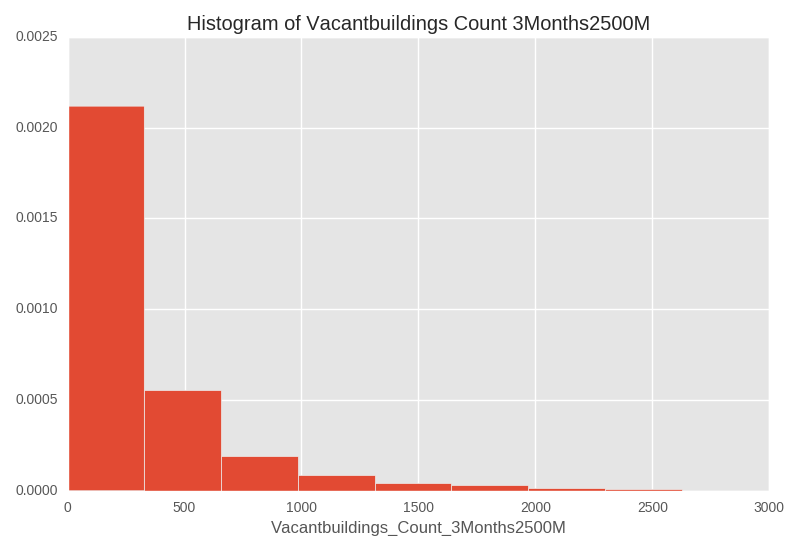 Histogram of Vacantbuildings Count 3Months2500M
0.0025
0.0020
0.0015
0.0010
0.0005
0.0000
0 500 1000 1500 2000 2500 3000
Vacantbuildings_Count_3Months2500M